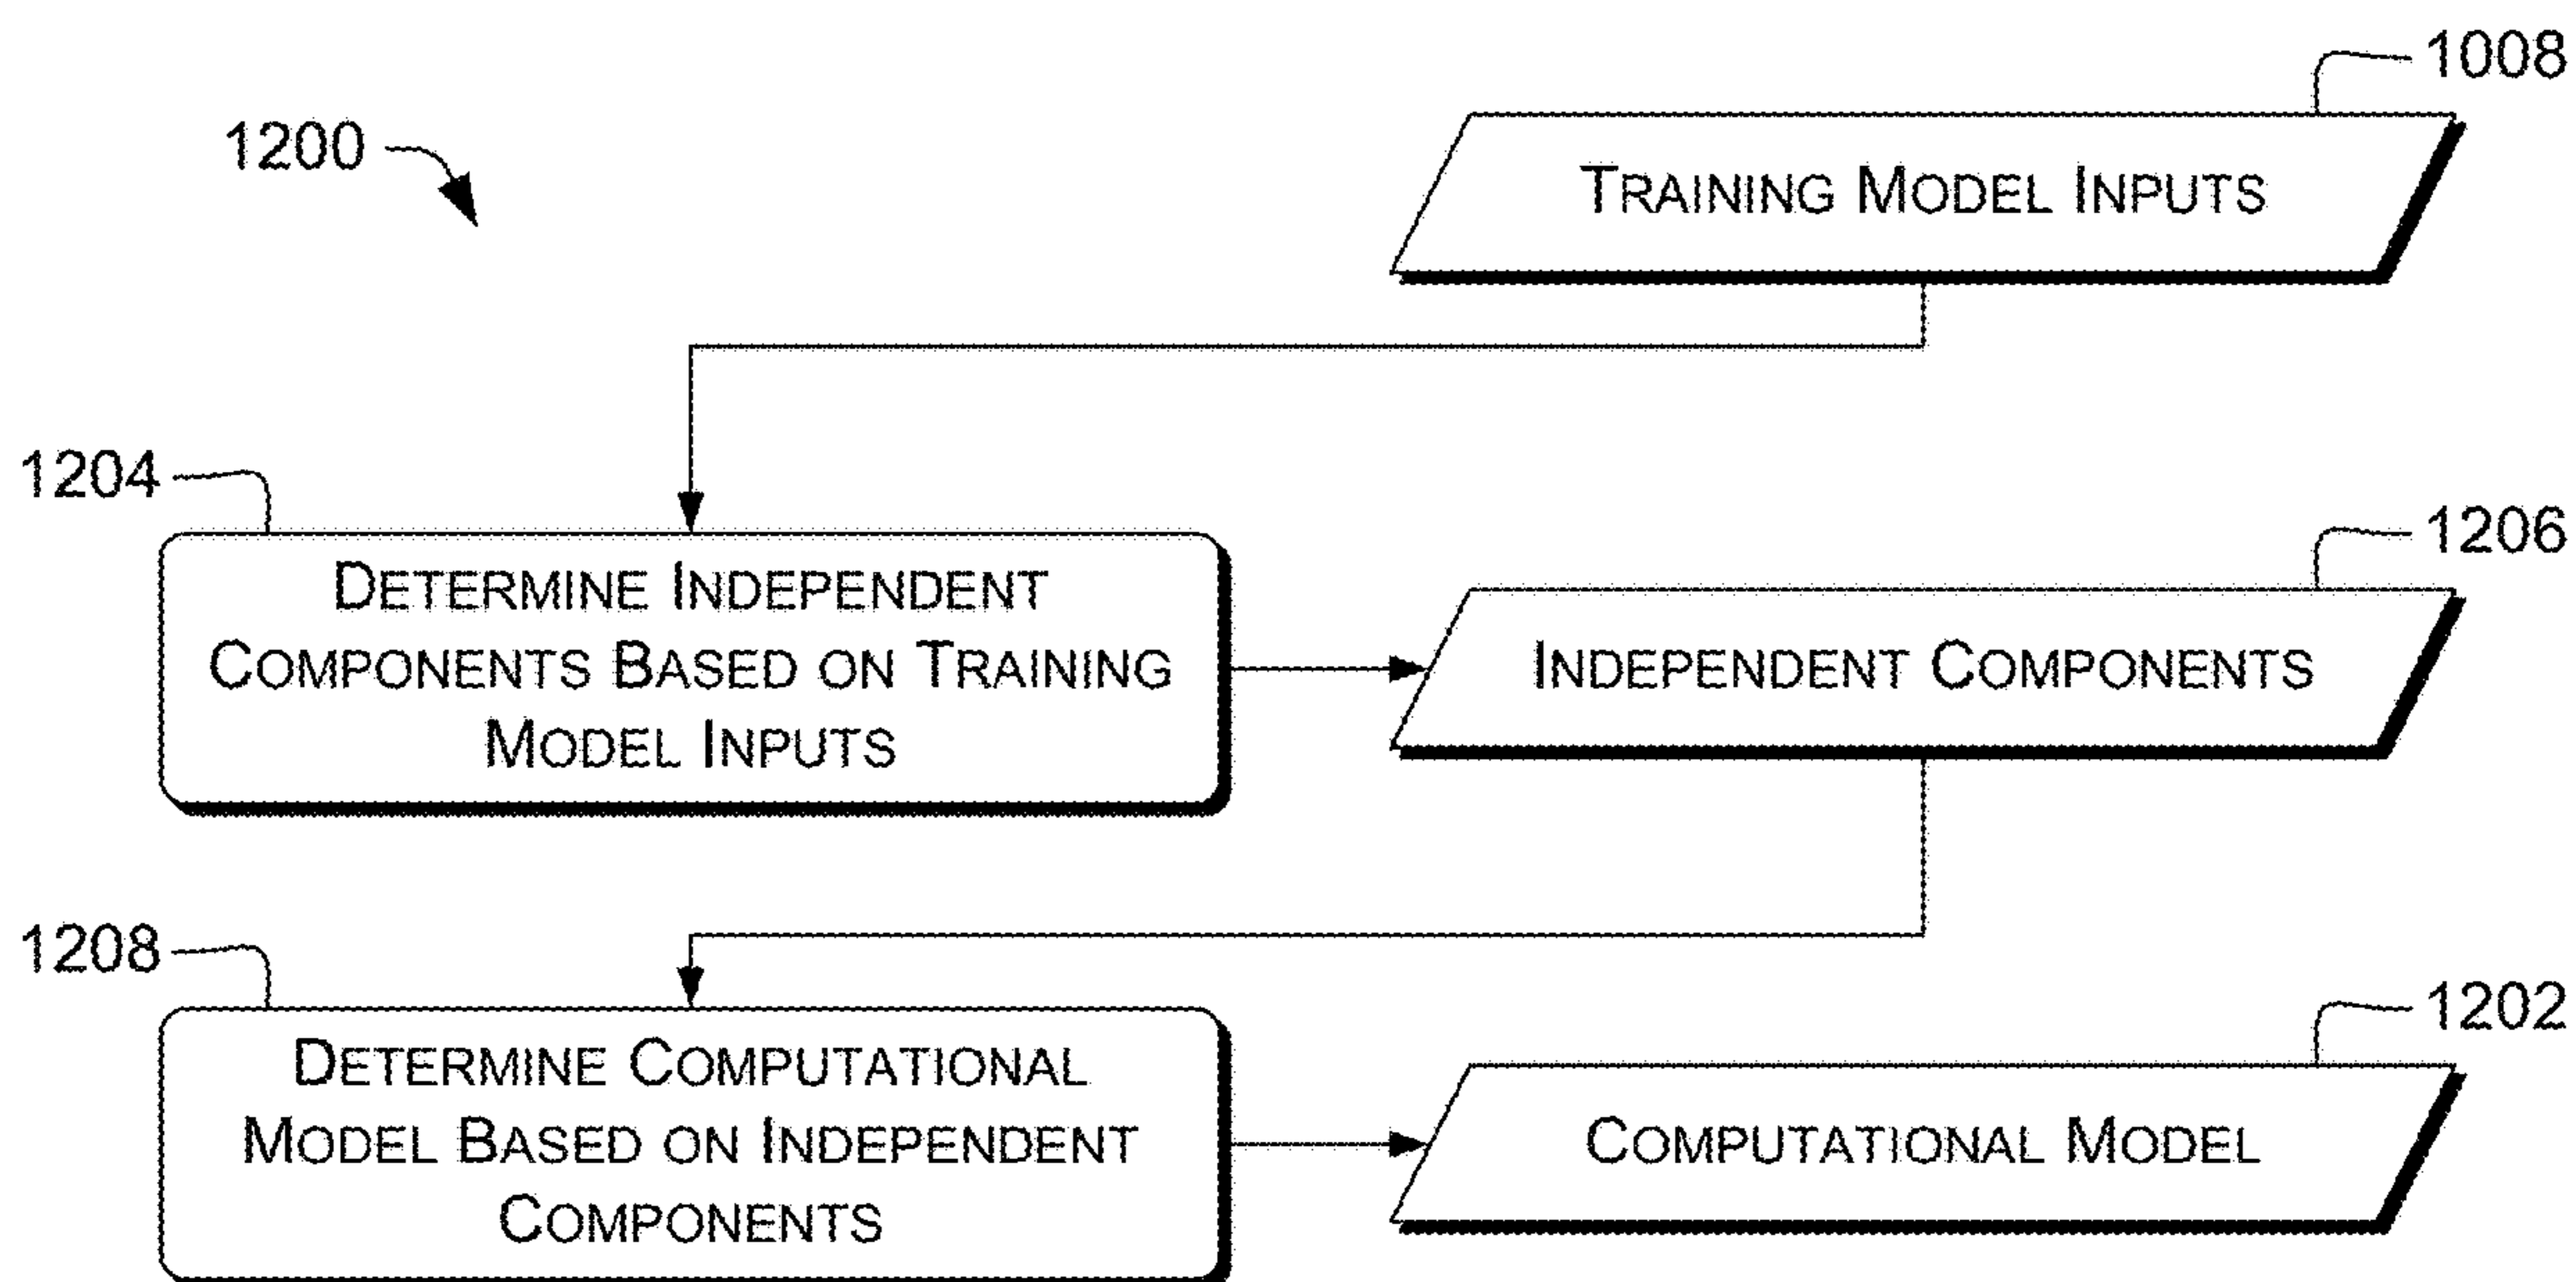 1008
1200
TRAINING MODEL INPUTS
1204
1206
DETERMINE INDEPENDENT
COMPONENTS BASED ON TRAINING
MODEL INPUTS
INDEPENDENT COMPONENTS
1208
1202
DETERMINE COMPUTATIONAL
MODEL BASED ON INDEPENDENT
COMPONENTS
COMPUTATIONAL MODEL